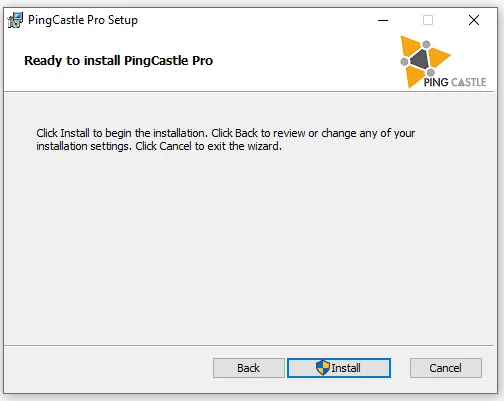 PingCastle Pro Setup
Ready to install PingCastle Pro
PING CASTLE
Click Install to begin the installation. Click Back to review or change any of your
installation settings. Click Cancel to exit the wizard.
Back
Install
Cancel